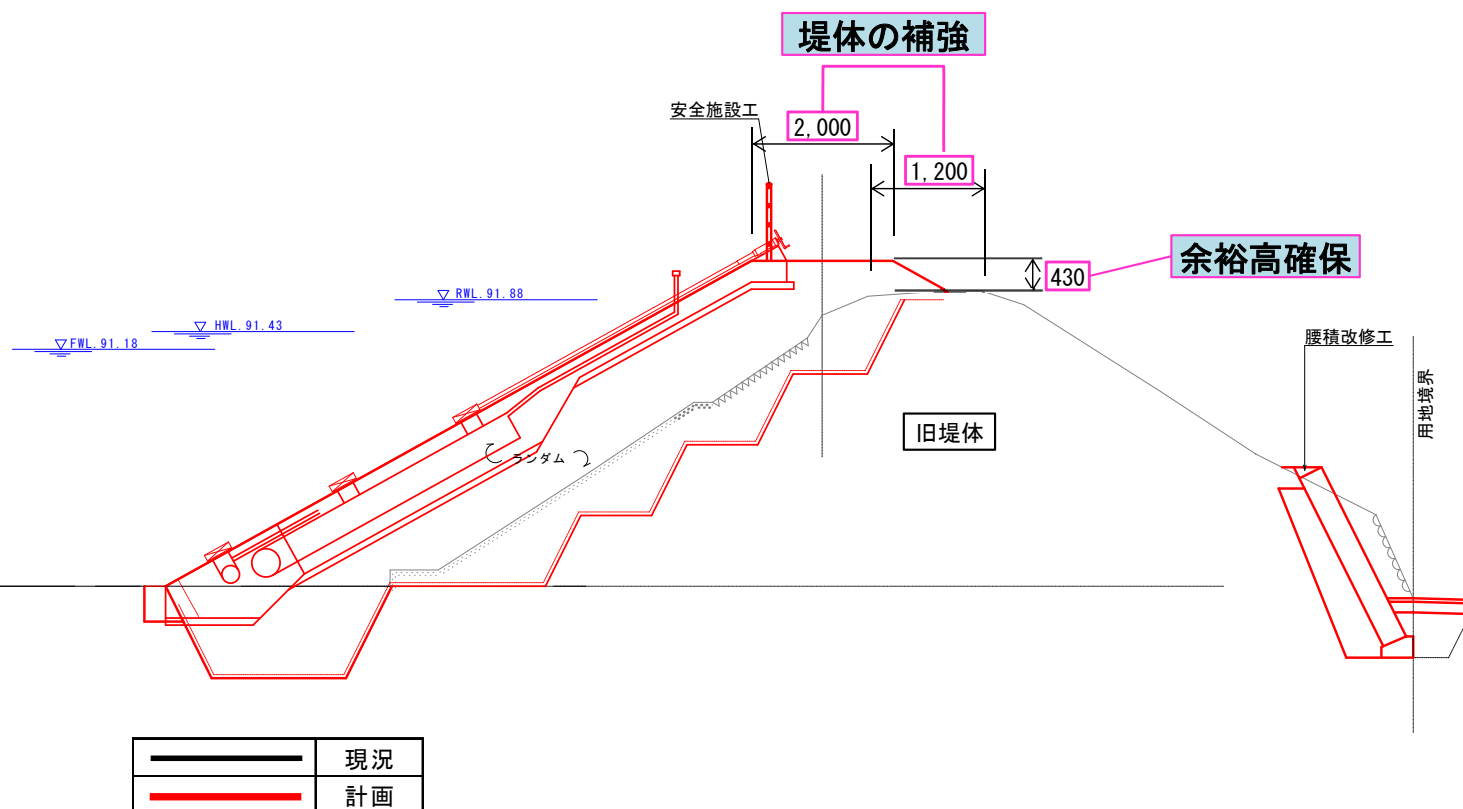 堤体の補強
安全施設工
2,000
1,200
余裕高確保
430
RWL.91.88
HWL.91.43
FWL.91.18
腰積改修工
用地境界
旧堤体
ランダム
現況
計画